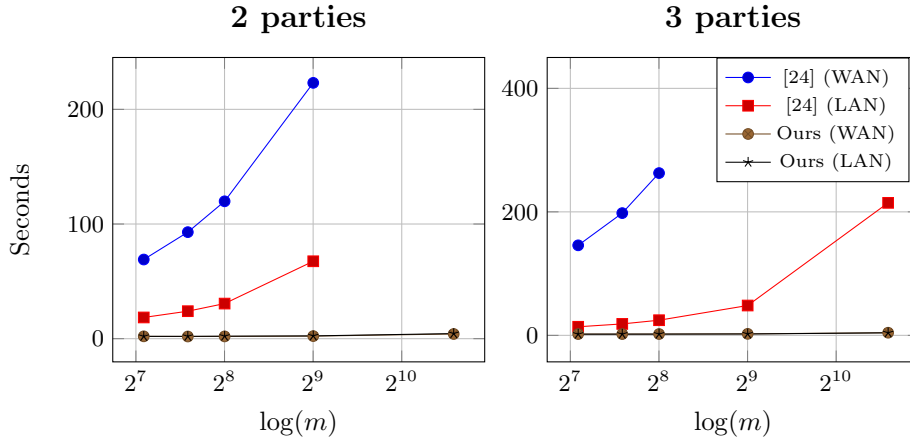 2 parties
3 parties
Seconds
200
100
0
2^7
2^8
2^9
2^10
log(m)
400
200
0
2^7
2^8
2^9
2^10
log(m)
[24] (WAN)
[24] (LAN)
Ours (WAN)
Ours (LAN)